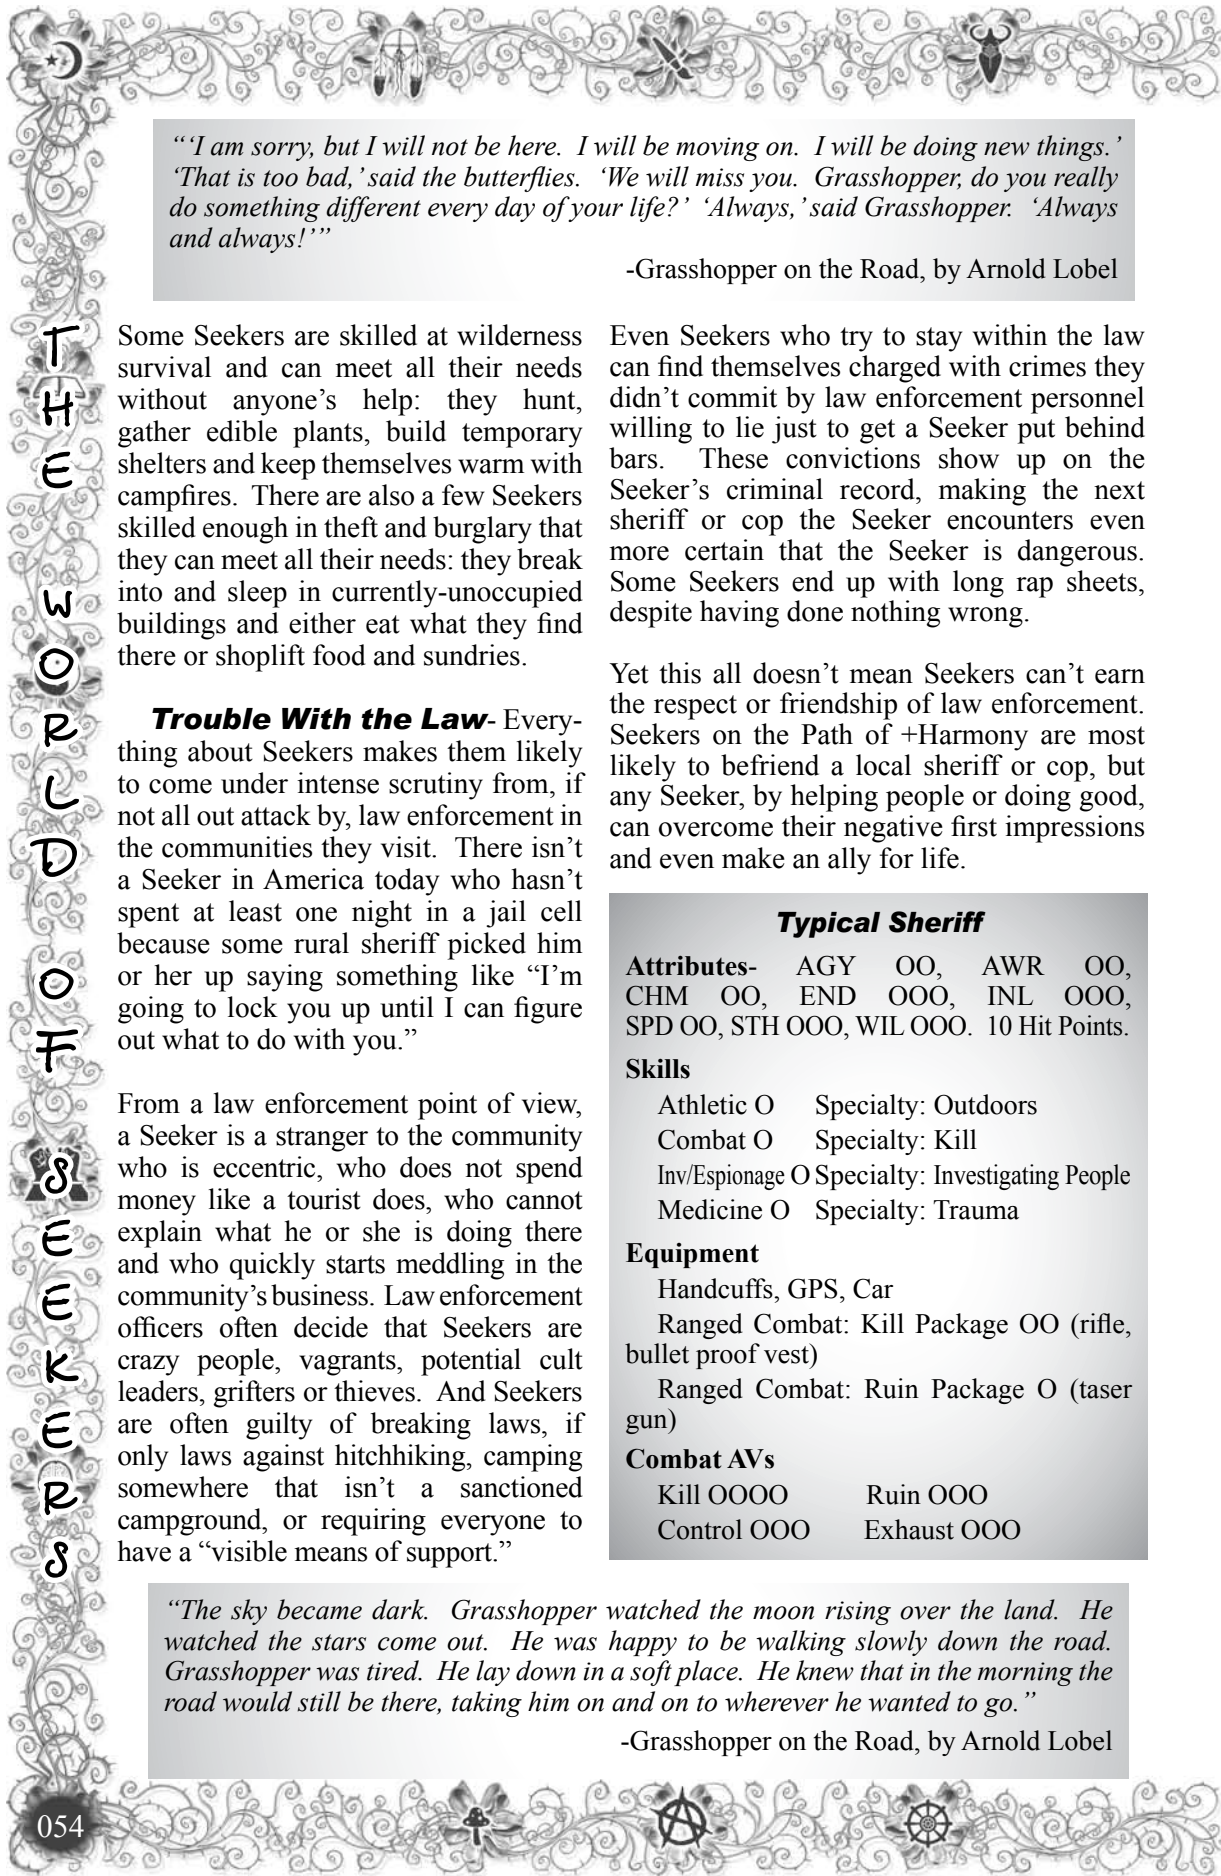 “‘I am sorry, but I will not be here.  I will be moving on.  I will be doing new things.’
‘That is too bad,’ said the butterflies.  ‘We will miss you.  Grasshopper, do you really
do something different every day of your life?’  ‘Always,’ said Grasshopper.  ‘Always
and always!’”
-Grasshopper on the Road, by Arnold Lobel
THE WORLD OF SEEKERS
Some Seekers are skilled at wilderness
survival and can meet all their needs
without anyone’s help: they hunt,
gather edible plants, build temporary
shelters and keep themselves warm with
campfires.  There are also a few Seekers
skilled enough in theft and burglary that
they can meet all their needs: they break
into and sleep in currently-unoccupied
buildings and either eat what they find
there or shoplift food and sundries.
Trouble With the Law- Every-
thing about Seekers makes them likely
to come under intense scrutiny from, if
not all out attack by, law enforcement in
the communities they visit.  There isn’t
a Seeker in America today who hasn’t
spent at least one night in a jail cell
because some rural sheriff picked him
or her up saying something like “I’m
going to lock you up until I can figure
out what to do with you.”
From a law enforcement point of view,
a Seeker is a stranger to the community
who is eccentric, who does not spend
money like a tourist does, who cannot
explain what he or she is doing there
and who quickly starts meddling in the
community’s business.  Law enforcement
officers often decide that Seekers are
crazy people, vagrants, potential cult
leaders, grifters or thieves.  And Seekers
are often guilty of breaking laws, if
only laws against hitchhiking, camping
somewhere that isn’t a sanctioned
campground, or requiring everyone to
have a “visible means of support.”
Even Seekers who try to stay within the law
can find themselves charged with crimes they
didn’t commit by law enforcement personnel
willing to lie just to get a Seeker put behind
bars.  These convictions show up on the
Seeker’s criminal record, making the next
sheriff or cop the Seeker encounters even
more certain that the Seeker is dangerous.
Some Seekers end up with long rap sheets,
despite having done nothing wrong.
Yet this all doesn’t mean Seekers can’t earn
the respect or friendship of law enforcement.
Seekers on the Path of +Harmony are most
likely to befriend a local sheriff or cop, but
any Seeker, by helping people or doing good,
can overcome their negative first impressions
and even make an ally for life.
Typical Sheriff
Attributes- AGY OO, AWR OO,
CHM OO, END OOO, INL OOO,
SPD OO, STH OOO, WIL OOO.  10 Hit Points.
Skills
Athletic O Specialty: Outdoors
Combat O Specialty: Kill
Inv/Espionage O Specialty: Investigating People
Medicine O Specialty: Trauma
Equipment
Handcuffs, GPS, Car
Ranged Combat: Kill Package OO (rifle,
bullet proof vest)
Ranged Combat: Ruin Package O (taser
gun)
Combat AVs
Kill OOOO Ruin OOO
Control OOO Exhaust OOO
“The sky became dark.  Grasshopper watched the moon rising over the land.  He
watched the stars come out.  He was happy to be walking slowly down the road.
Grasshopper was tired.  He lay down in a soft place.  He knew that in the morning the
road would still be there, taking him on and on to wherever he wanted to go.”
-Grasshopper on the Road, by Arnold Lobel
054